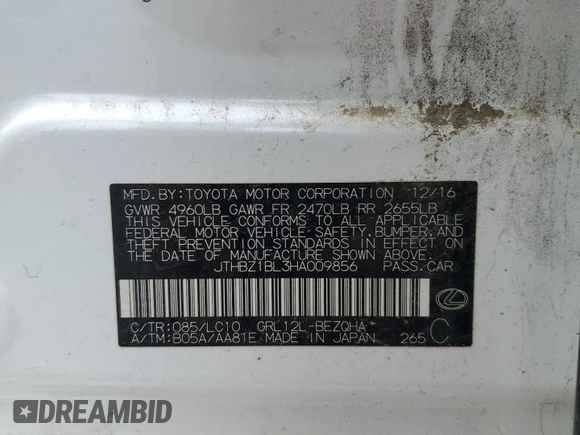 MFD. BY: TOYOTA MOTOR CORPORATION 12/16
GVWR 4960LB GAWR FR 2470LB RR 2655LB
THIS VEHICLE CONFORMS TO ALL APPLICABLE
FEDERAL MOTOR VEHICLE SAFETY, BUMPER, AND
THEFT PREVENTION STANDARDS IN EFFECT ON
THE DATE OF MANUFACTURE SHOWN ABOVE.
JTHBZ1BL3HA009856 PASS. CAR
C/TR: 085/LC10 GRL12L-BEZQHA
A/TM: B05A/AA81E MADE IN JAPAN 265 C
DREAMBID